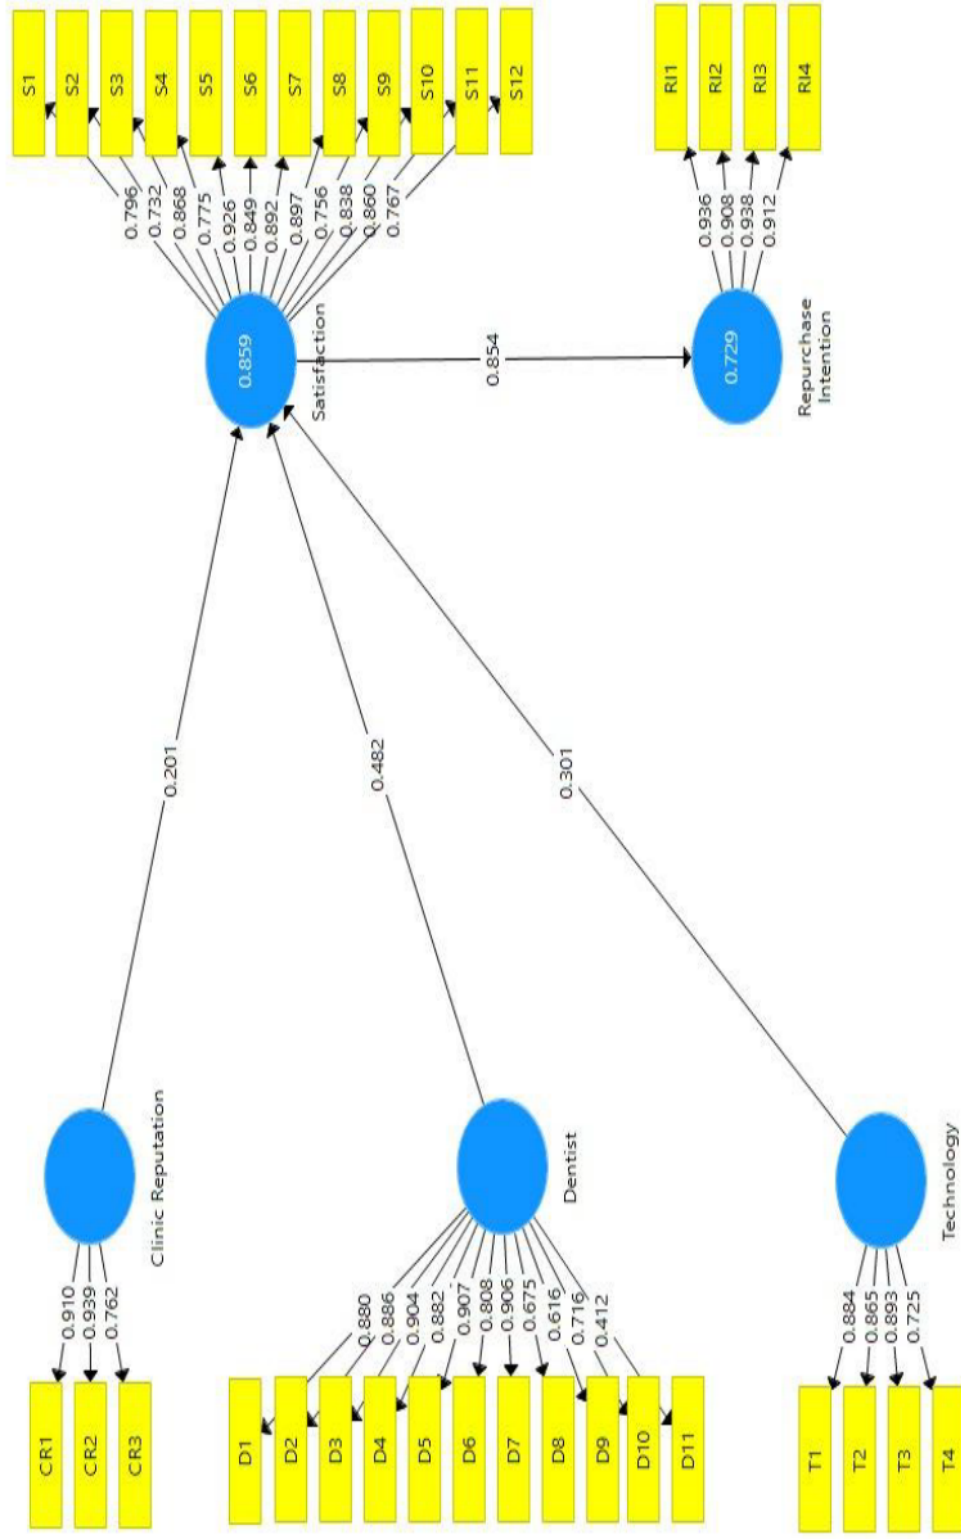 CR1
CR2
CR3
0.910
0.939
0.762
Clinic Reputation
D1
D2
D3
D4
D5
D6
D7
D8
D9
D10
D11
0.880
0.886
0.904
0.882
0.907
0.808
0.906
0.675
0.616
0.716
0.412
Dentist
T1
T2
T3
T4
0.884
0.865
0.893
0.725
Technology
0.201
0.482
0.301
0.859
Satisfaction
0.796
0.732
0.868
0.775
0.926
0.849
0.892
0.897
0.756
0.838
0.860
0.767
S1
S2
S3
S4
S5
S6
S7
S8
S9
S10
S11
S12
0.854
0.729
Repurchase
Intention
0.936
0.908
0.938
0.912
RI1
RI2
RI3
RI4